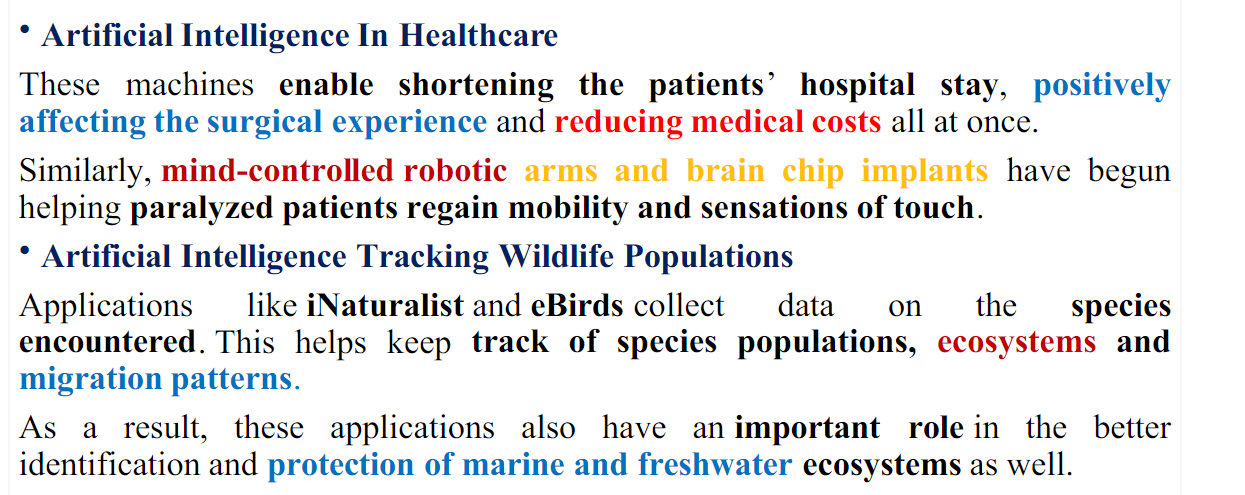 • Artificial Intelligence In Healthcare
These machines enable shortening the patients’ hospital stay, positively
affecting the surgical experience and reducing medical costs all at once.
Similarly, mind-controlled robotic arms and brain chip implants have begun
helping paralyzed patients regain mobility and sensations of touch.
• Artificial Intelligence Tracking Wildlife Populations
Applications like iNaturalist and eBirds collect data on the species
encountered. This helps keep track of species populations, ecosystems and
migration patterns.
As a result, these applications also have an important role in the better
identification and protection of marine and freshwater ecosystems as well.